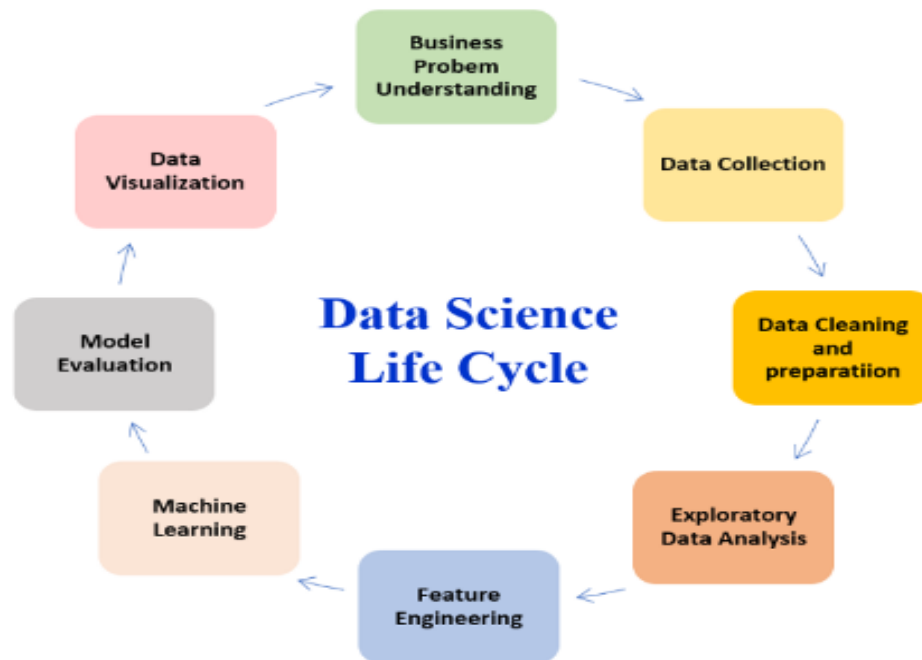 Business
Probem
Understanding
Data Collection
Data Cleaning
and
preparatiion
Exploratory
Data Analysis
Feature
Engineering
Machine
Learning
Model
Evaluation
Data
Visualization
Data Science
Life Cycle